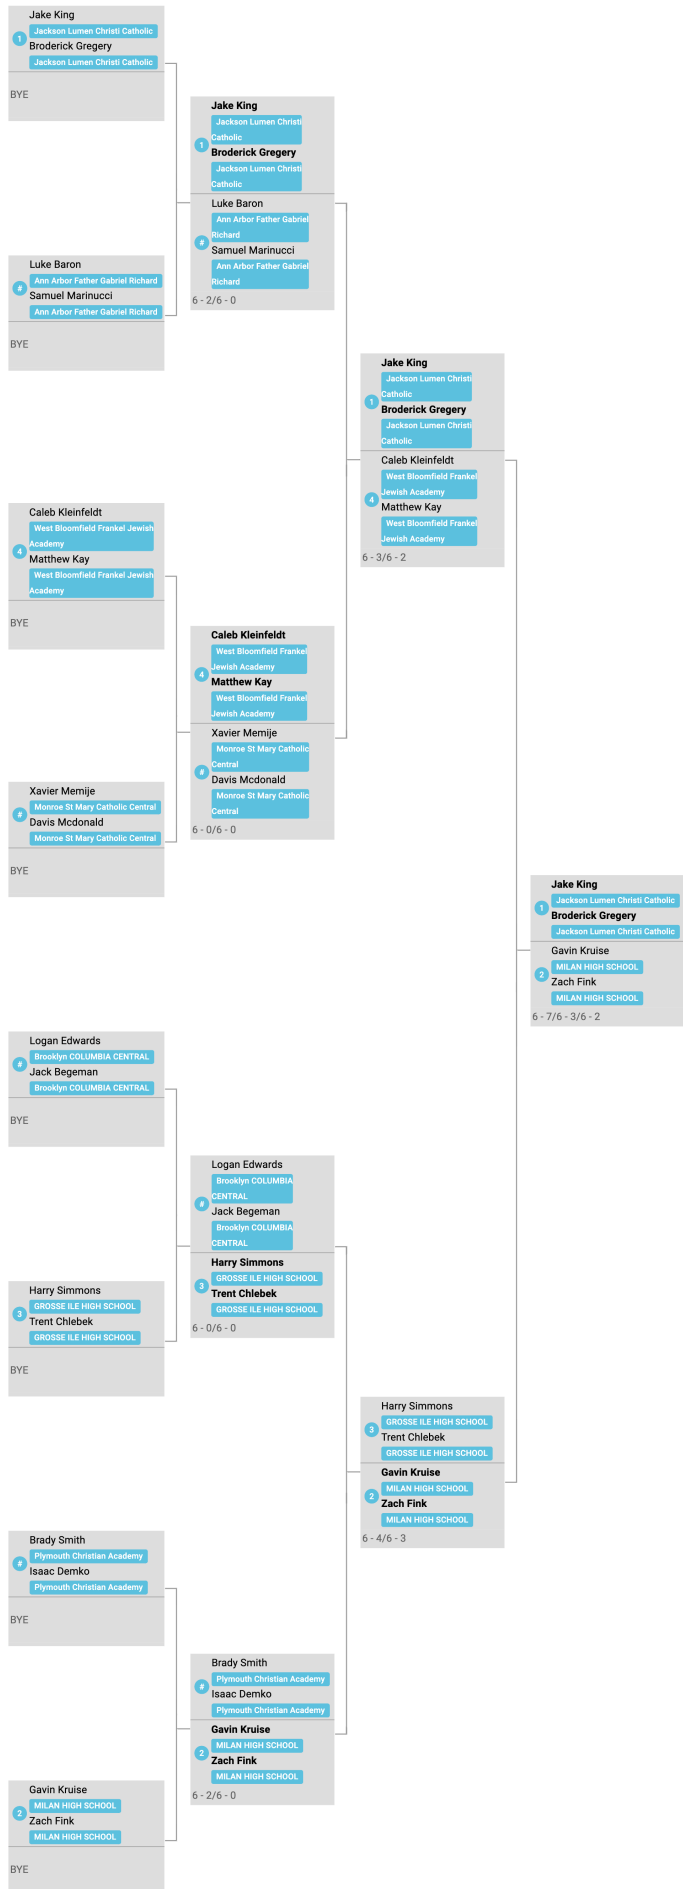 Jake King
1
Jackson Lumen Christi Catholic
Broderick Gregery
Jackson Lumen Christi Catholic
BYE
Luke Baron
#
Ann Arbor Father Gabriel Richard
Samuel Marinucci
Ann Arbor Father Gabriel Richard
BYE
Caleb Kleinfeldt
4
West Bloomfield Frankel Jewish
Academy
Matthew Kay
West Bloomfield Frankel Jewish
Academy
BYE
Xavier Memije
#
Monroe St Mary Catholic Central
Davis Mcdonald
Monroe St Mary Catholic Central
BYE
Logan Edwards
#
Brooklyn COLUMBIA CENTRAL
Jack Begeman
Brooklyn COLUMBIA CENTRAL
BYE
Harry Simmons
3
GROSSE ILE HIGH SCHOOL
Trent Chlebek
GROSSE ILE HIGH SCHOOL
BYE
Brady Smith
#
Plymouth Christian Academy
Isaac Demko
Plymouth Christian Academy
BYE
Gavin Kruise
2
MILAN HIGH SCHOOL
Zach Fink
MILAN HIGH SCHOOL
BYE
Jake King
1
Jackson Lumen Christi
Catholic
Broderick Gregery
Jackson Lumen Christi
Catholic
Luke Baron
#
Ann Arbor Father Gabriel
Richard
Samuel Marinucci
Ann Arbor Father Gabriel
Richard
6 - 2/6 - 0
Caleb Kleinfeldt
4
West Bloomfield Frankel
Jewish Academy
Matthew Kay
West Bloomfield Frankel
Jewish Academy
Xavier Memije
#
Monroe St Mary Catholic
Central
Davis Mcdonald
Monroe St Mary Catholic
Central
6 - 0/6 - 0
Logan Edwards
#
Brooklyn COLUMBIA
CENTRAL
Jack Begeman
Brooklyn COLUMBIA
CENTRAL
Harry Simmons
3
GROSSE ILE HIGH SCHOOL
Trent Chlebek
GROSSE ILE HIGH SCHOOL
6 - 0/6 - 0
Brady Smith
#
Plymouth Christian Academy
Isaac Demko
Plymouth Christian Academy
Gavin Kruise
2
MILAN HIGH SCHOOL
Zach Fink
MILAN HIGH SCHOOL
6 - 2/6 - 0
Jake King
1
Jackson Lumen Christi
Catholic
Broderick Gregery
Jackson Lumen Christi
Catholic
Caleb Kleinfeldt
4
West Bloomfield Frankel
Jewish Academy
Matthew Kay
West Bloomfield Frankel
Jewish Academy
6 - 3/6 - 2
Harry Simmons
3
GROSSE ILE HIGH SCHOOL
Trent Chlebek
GROSSE ILE HIGH SCHOOL
Gavin Kruise
2
MILAN HIGH SCHOOL
Zach Fink
MILAN HIGH SCHOOL
6 - 4/6 - 3
Jake King
1
Jackson Lumen Christi Catholic
Broderick Gregery
Jackson Lumen Christi Catholic
Gavin Kruise
2
MILAN HIGH SCHOOL
Zach Fink
MILAN HIGH SCHOOL
6 - 7/6 - 3/6 - 2